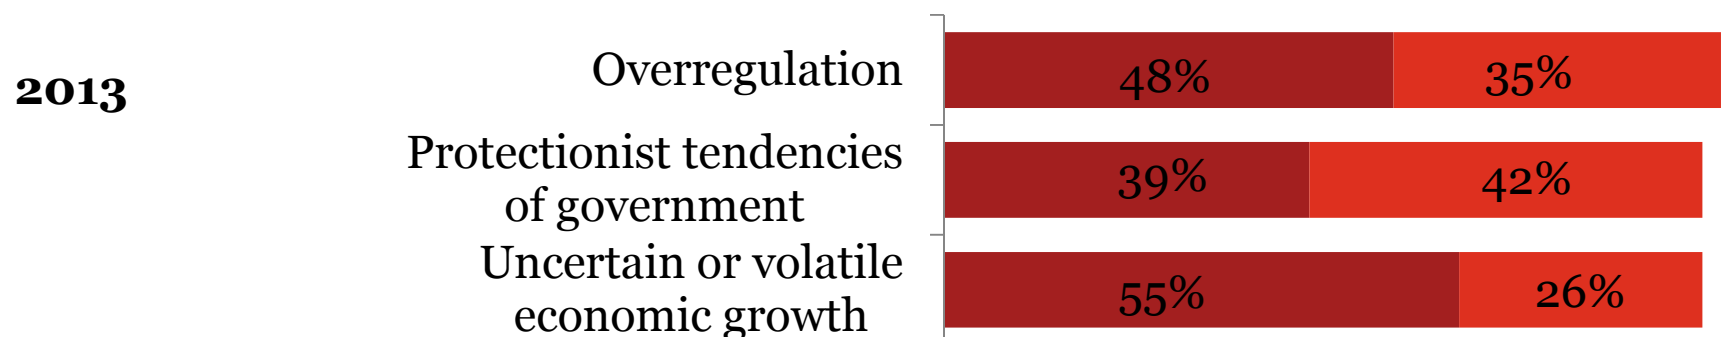 2013
Overregulation
48%
35%
Protectionist tendencies
of government
39%
42%
Uncertain or volatile
economic growth
55%
26%